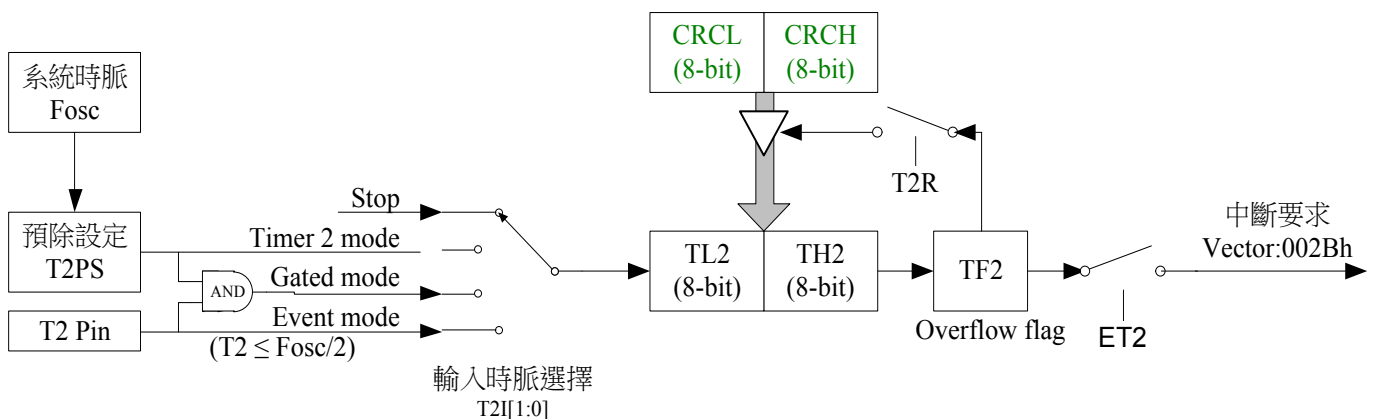 CRCL
(8-bit)
CRCH
(8-bit)
系統時脈
Fosc
T2R
Stop
預除設定
T2PS
Timer 2 mode
AND
Gated mode
T2 Pin
Event mode
(T2 ≤ Fosc/2)
輸入時脈選擇
T2I[1:0]
TL2
(8-bit)
TH2
(8-bit)
TF2
Overflow flag
ET2
中斷要求
Vector:002Bh